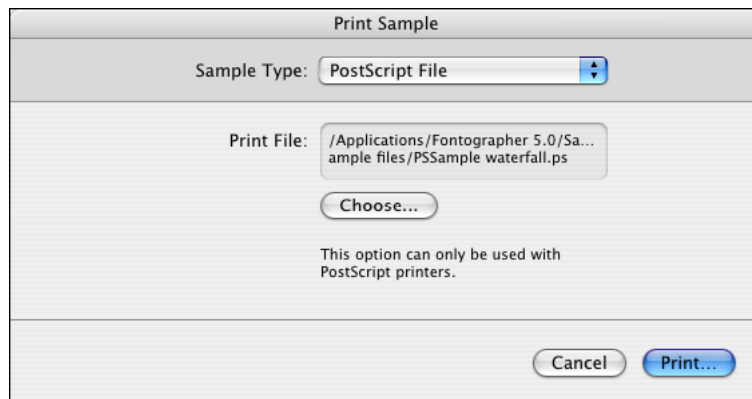 Print Sample
Sample Type: PostScript File
Print File: /Applications/Fontographer 5.0/Sa...
ample files/PSSample waterfall.ps
Choose...
This option can only be used with
PostScript printers.
Cancel Print...